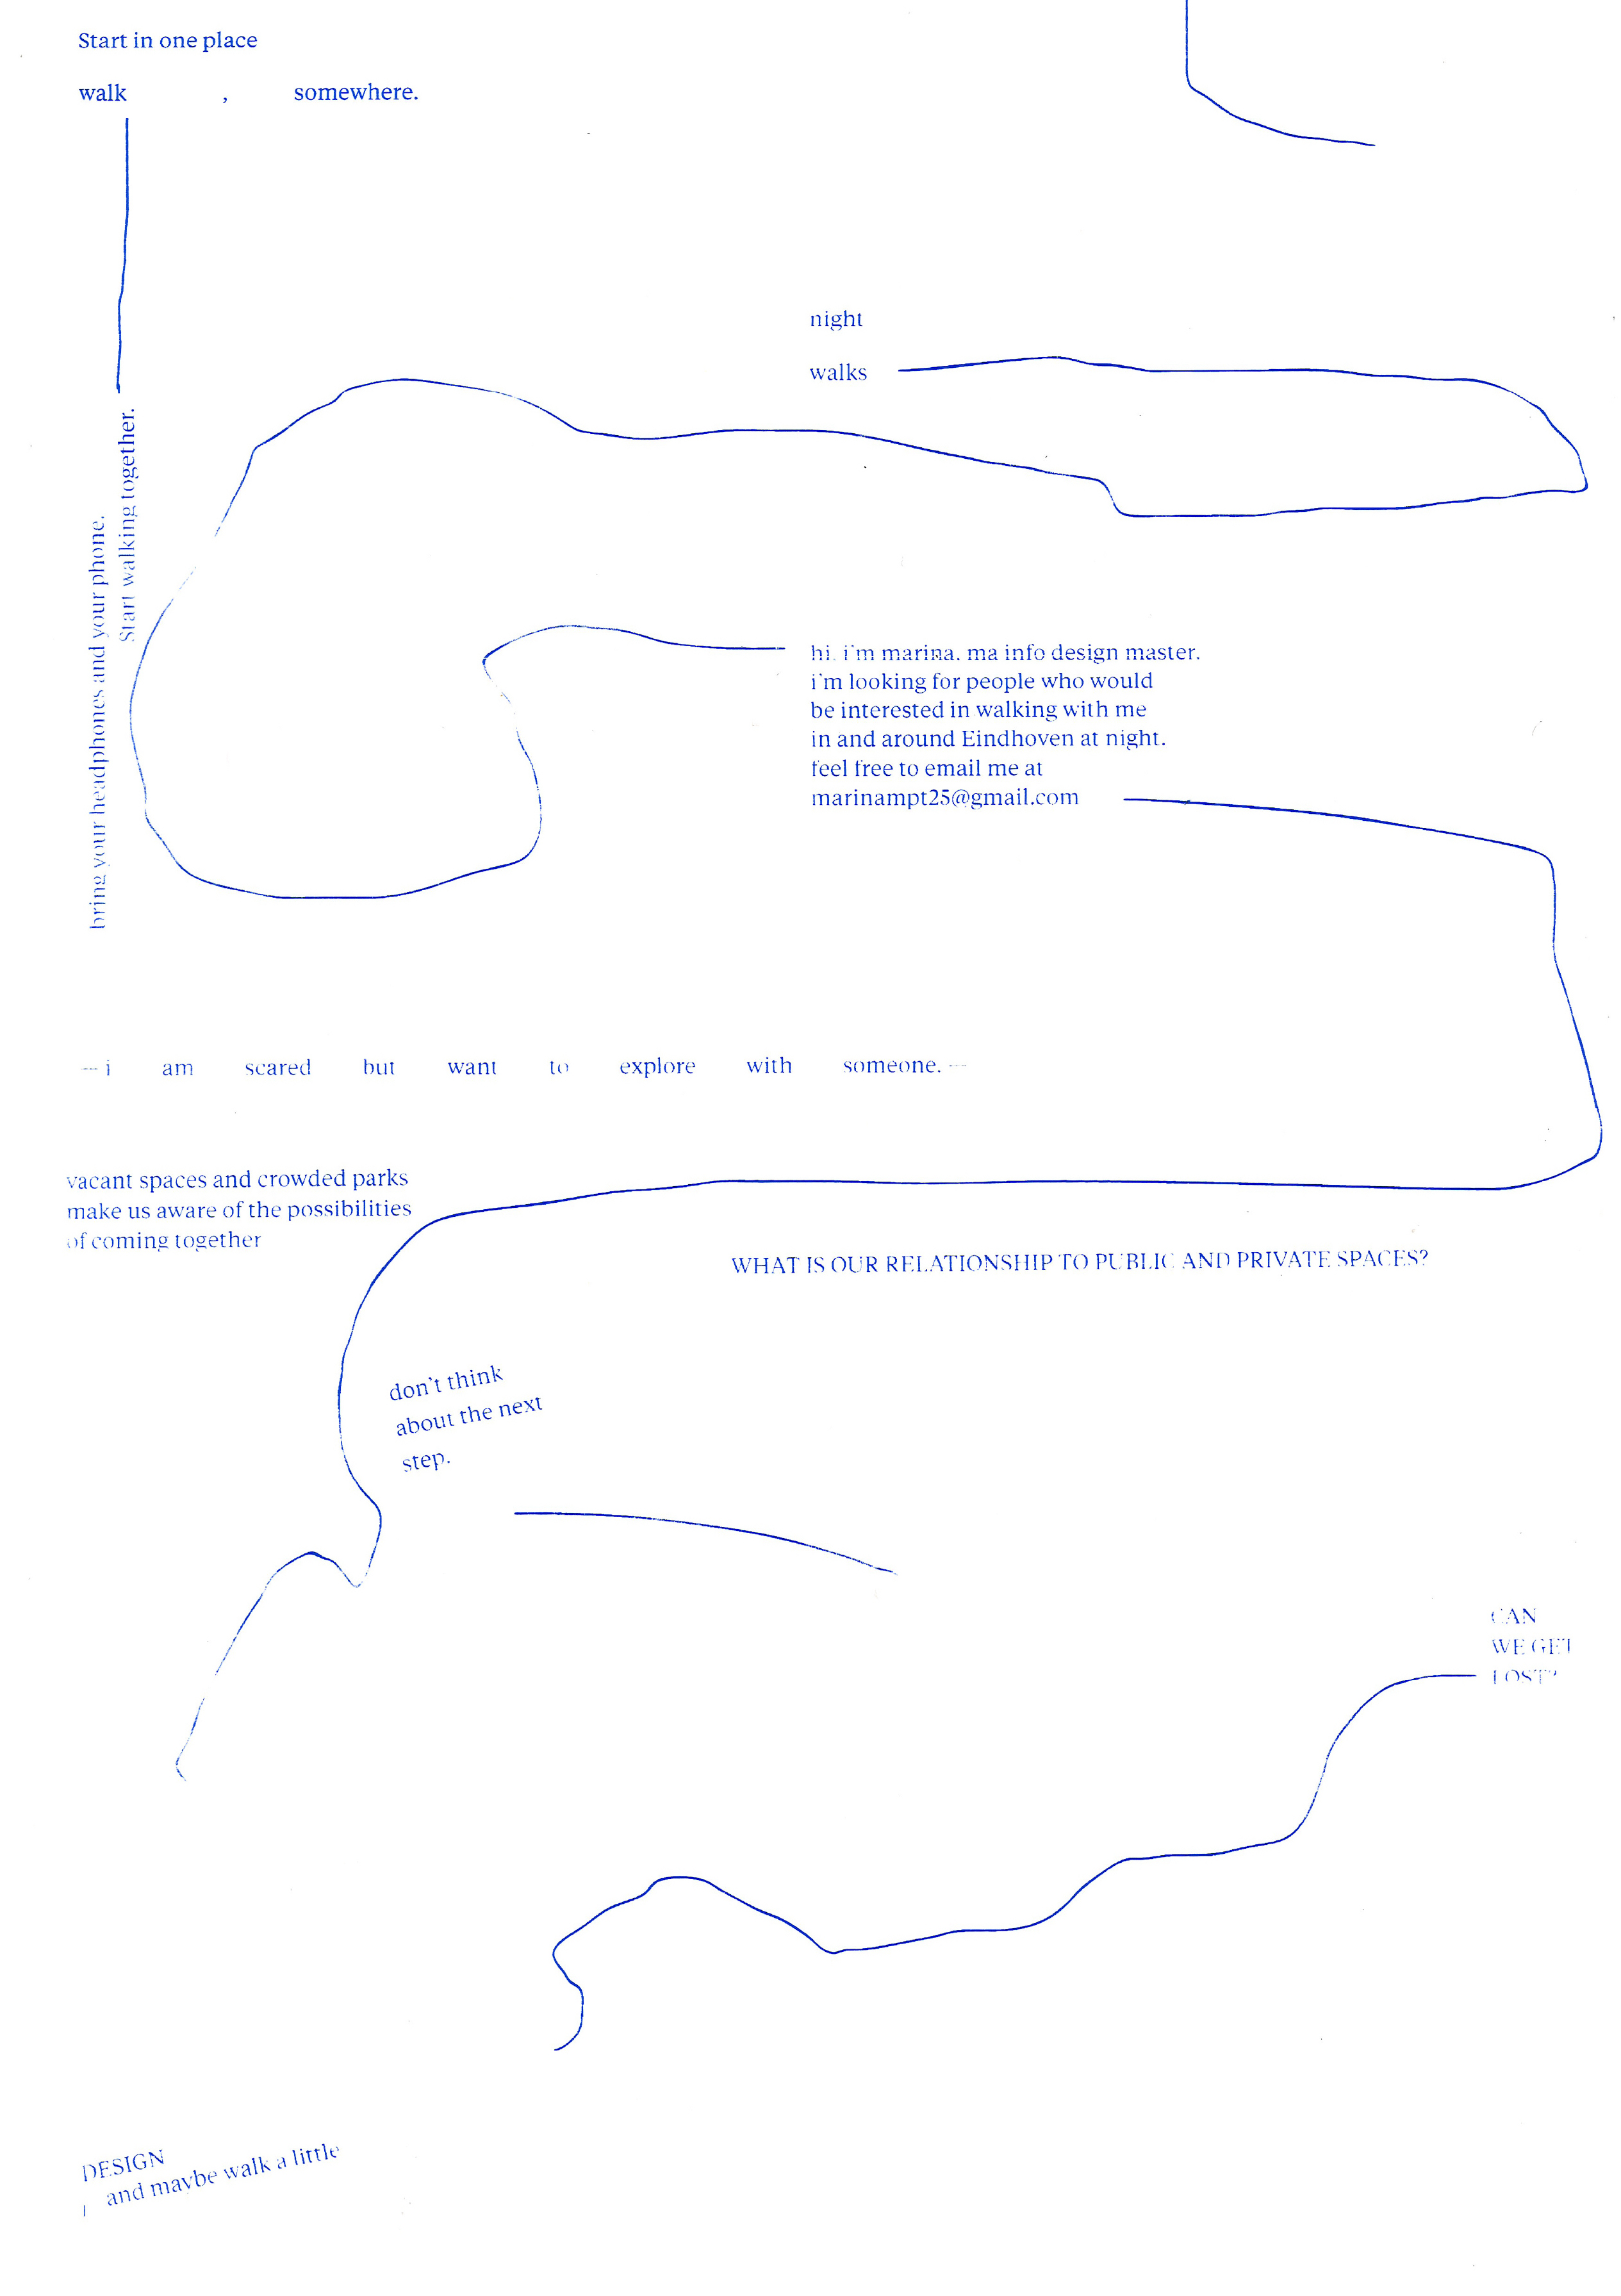 Start in one place
walk , somewhere.
night
walks
Start walking together.
bring your headphones and your phone.
hi. i'm marina. ma info design master.
i'm looking for people who would
be interested in walking with me
in and around Eindhoven at night.
feel free to email me at
marinampt25@gmail.com
— i am scared but want to explore with someone. —
vacant spaces and crowded parks
make us aware of the possibilities
of coming together
WHAT IS OUR RELATIONSHIP TO PUBLIC AND PRIVATE SPACES?
don't think
about the next
step.
CAN
WE GET
LOST?
DESIGN
and maybe walk a little